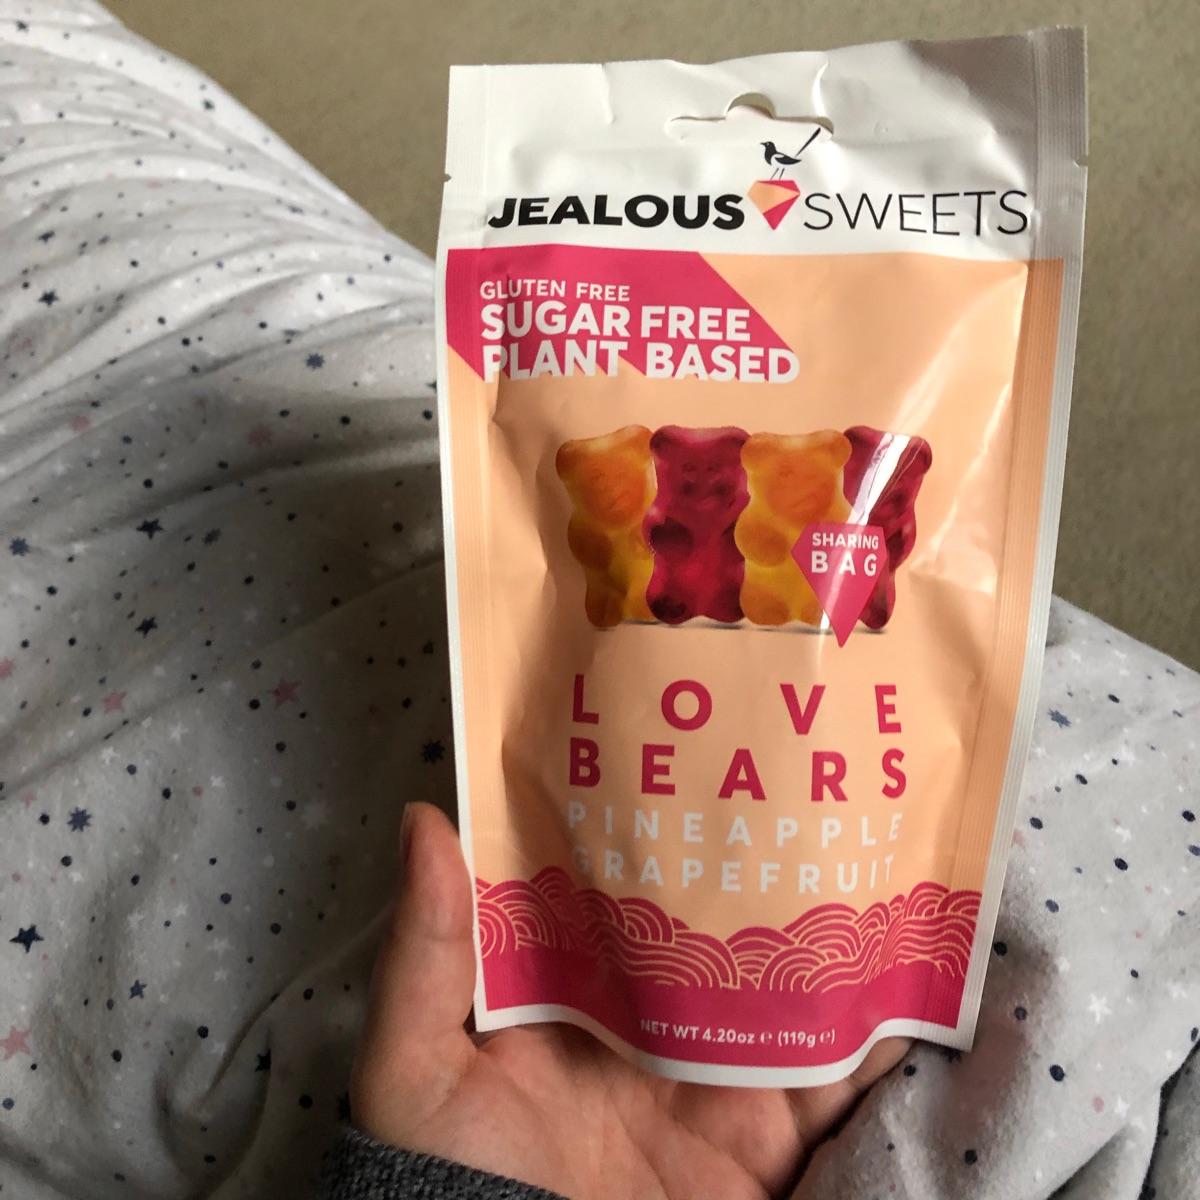 JEALOUS SWEETS
GLUTEN FREE
SUGAR FREE
PLANT BASED
SHARING
BAG
LOVE
BEARS
PINEAPPLE
GRAPEFRUIT
NET WT 4.20oz e (119g e)